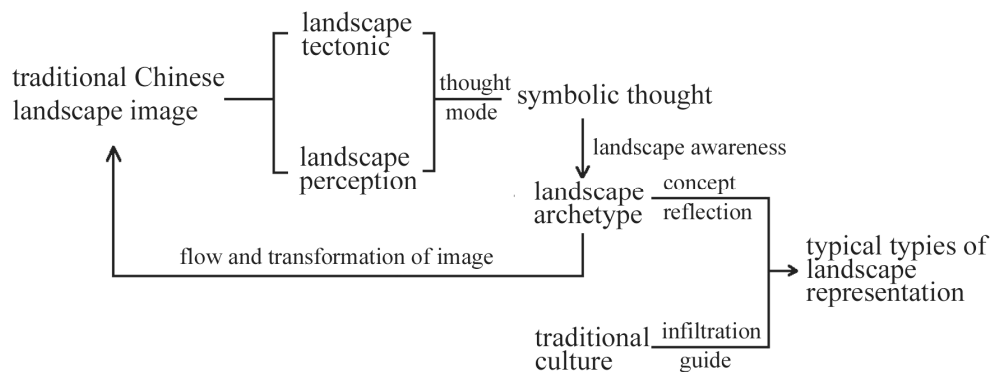 landscape
tectonic
traditional Chinese
landscape image
thought
mode
symbolic thought
landscape
perception
landscape awareness
landscape
archetype
concept
reflection
flow and transformation of image
typical typies of
landscape
representation
traditional
culture
infiltration
guide